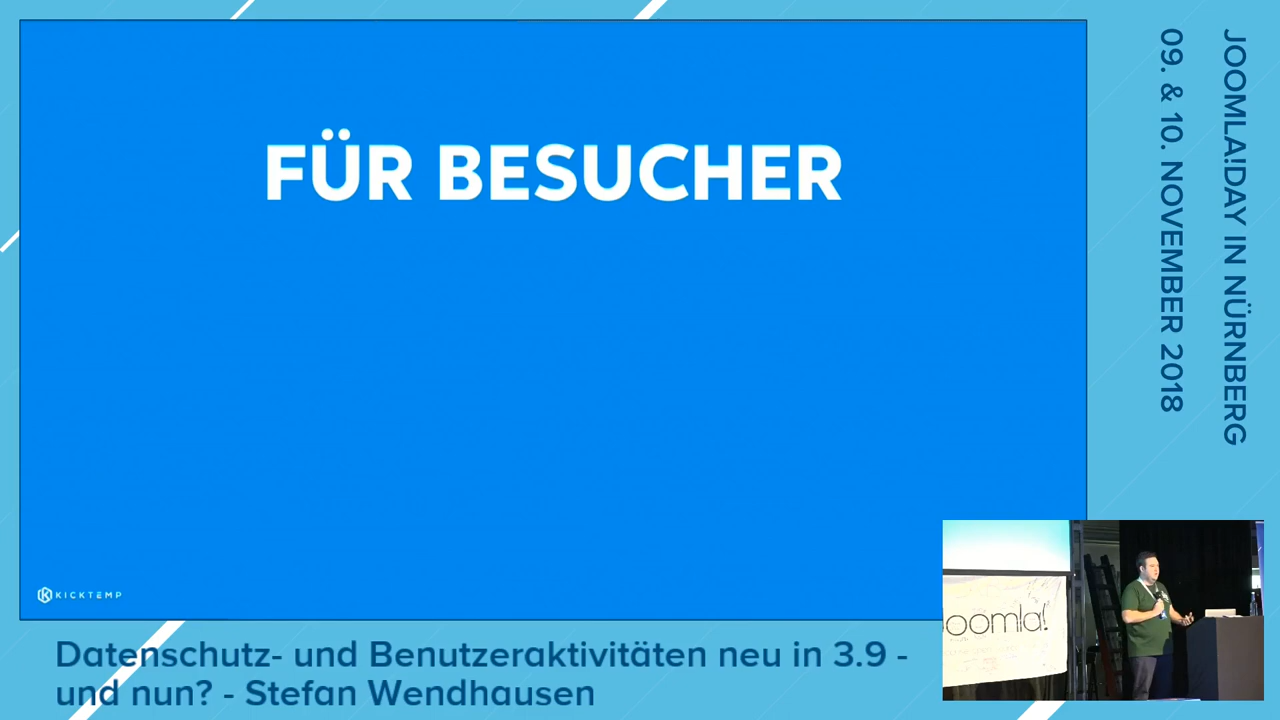 FÜR BESUCHER
KICKTEMP
JOOMLA!DAY IN NÜRNBERG
09. & 10. NOVEMBER 2018
Joomla!
Datenschutz- und Benutzeraktivitäten neu in 3.9 -
und nun? - Stefan Wendhausen